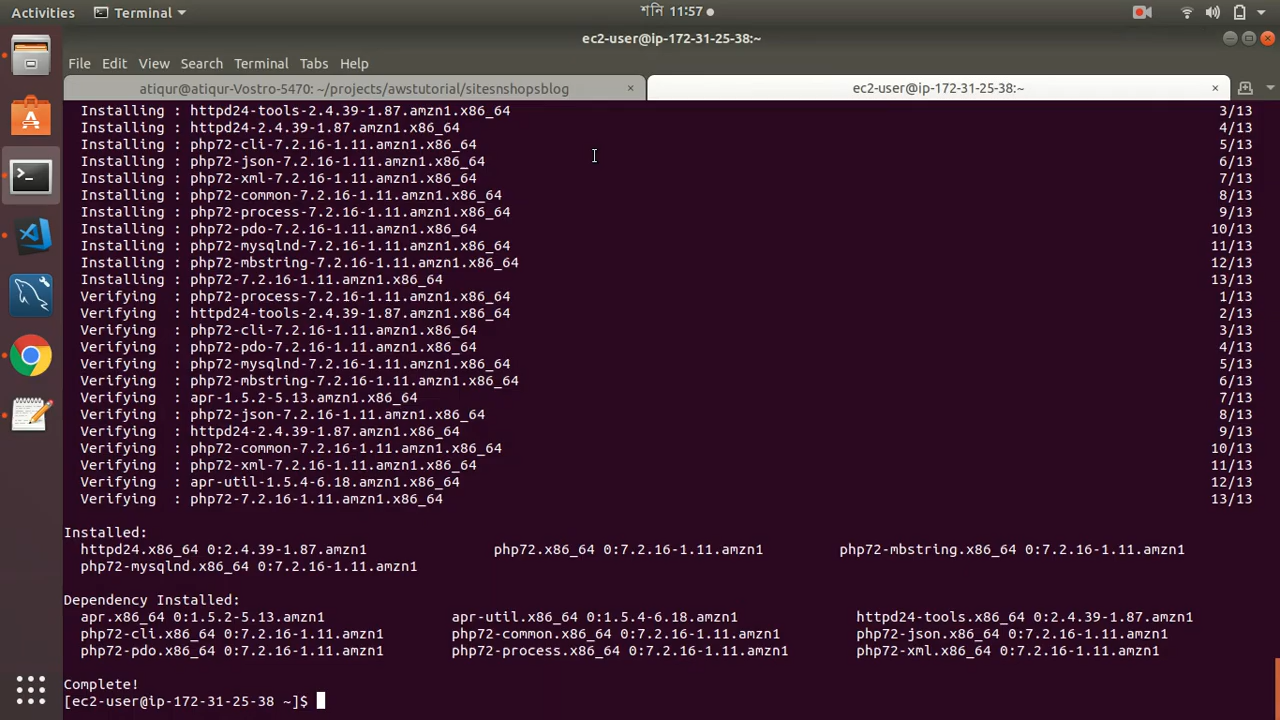 Activities Terminal শনি 11:57
ec2-user@ip-172-31-25-38:~
File Edit View Search Terminal Tabs Help
atiqur@atiqur-Vostro-5470: ~/projects/awstutorial/sitesnshopsblog × ec2-user@ip-172-31-25-38:~ ×
Installing : httpd24-tools-2.4.39-1.87.amzn1.x86_64 3/13
Installing : httpd24-2.4.39-1.87.amzn1.x86_64 4/13
Installing : php72-cli-7.2.16-1.11.amzn1.x86_64 5/13
Installing : php72-json-7.2.16-1.11.amzn1.x86_64 6/13
Installing : php72-xml-7.2.16-1.11.amzn1.x86_64 7/13
Installing : php72-common-7.2.16-1.11.amzn1.x86_64 8/13
Installing : php72-process-7.2.16-1.11.amzn1.x86_64 9/13
Installing : php72-pdo-7.2.16-1.11.amzn1.x86_64 10/13
Installing : php72-mysqlnd-7.2.16-1.11.amzn1.x86_64 11/13
Installing : php72-mbstring-7.2.16-1.11.amzn1.x86_64 12/13
Installing : php72-7.2.16-1.11.amzn1.x86_64 13/13
Verifying : php72-process-7.2.16-1.11.amzn1.x86_64 1/13
Verifying : httpd24-tools-2.4.39-1.87.amzn1.x86_64 2/13
Verifying : php72-cli-7.2.16-1.11.amzn1.x86_64 3/13
Verifying : php72-pdo-7.2.16-1.11.amzn1.x86_64 4/13
Verifying : php72-mysqlnd-7.2.16-1.11.amzn1.x86_64 5/13
Verifying : php72-mbstring-7.2.16-1.11.amzn1.x86_64 6/13
Verifying : apr-1.5.2-5.13.amzn1.x86_64 7/13
Verifying : php72-json-7.2.16-1.11.amzn1.x86_64 8/13
Verifying : httpd24-2.4.39-1.87.amzn1.x86_64 9/13
Verifying : php72-common-7.2.16-1.11.amzn1.x86_64 10/13
Verifying : php72-xml-7.2.16-1.11.amzn1.x86_64 11/13
Verifying : apr-util-1.5.4-6.18.amzn1.x86_64 12/13
Verifying : php72-7.2.16-1.11.amzn1.x86_64 13/13
Installed:
httpd24.x86_64 0:2.4.39-1.87.amzn1 php72.x86_64 0:7.2.16-1.11.amzn1 php72-mbstring.x86_64 0:7.2.16-1.11.amzn1
php72-mysqlnd.x86_64 0:7.2.16-1.11.amzn1
Dependency Installed:
apr.x86_64 0:1.5.2-5.13.amzn1 apr-util.x86_64 0:1.5.4-6.18.amzn1 httpd24-tools.x86_64 0:2.4.39-1.87.amzn1
php72-cli.x86_64 0:7.2.16-1.11.amzn1 php72-common.x86_64 0:7.2.16-1.11.amzn1 php72-json.x86_64 0:7.2.16-1.11.amzn1
php72-pdo.x86_64 0:7.2.16-1.11.amzn1 php72-process.x86_64 0:7.2.16-1.11.amzn1 php72-xml.x86_64 0:7.2.16-1.11.amzn1
Complete!
[ec2-user@ip-172-31-25-38 ~]$